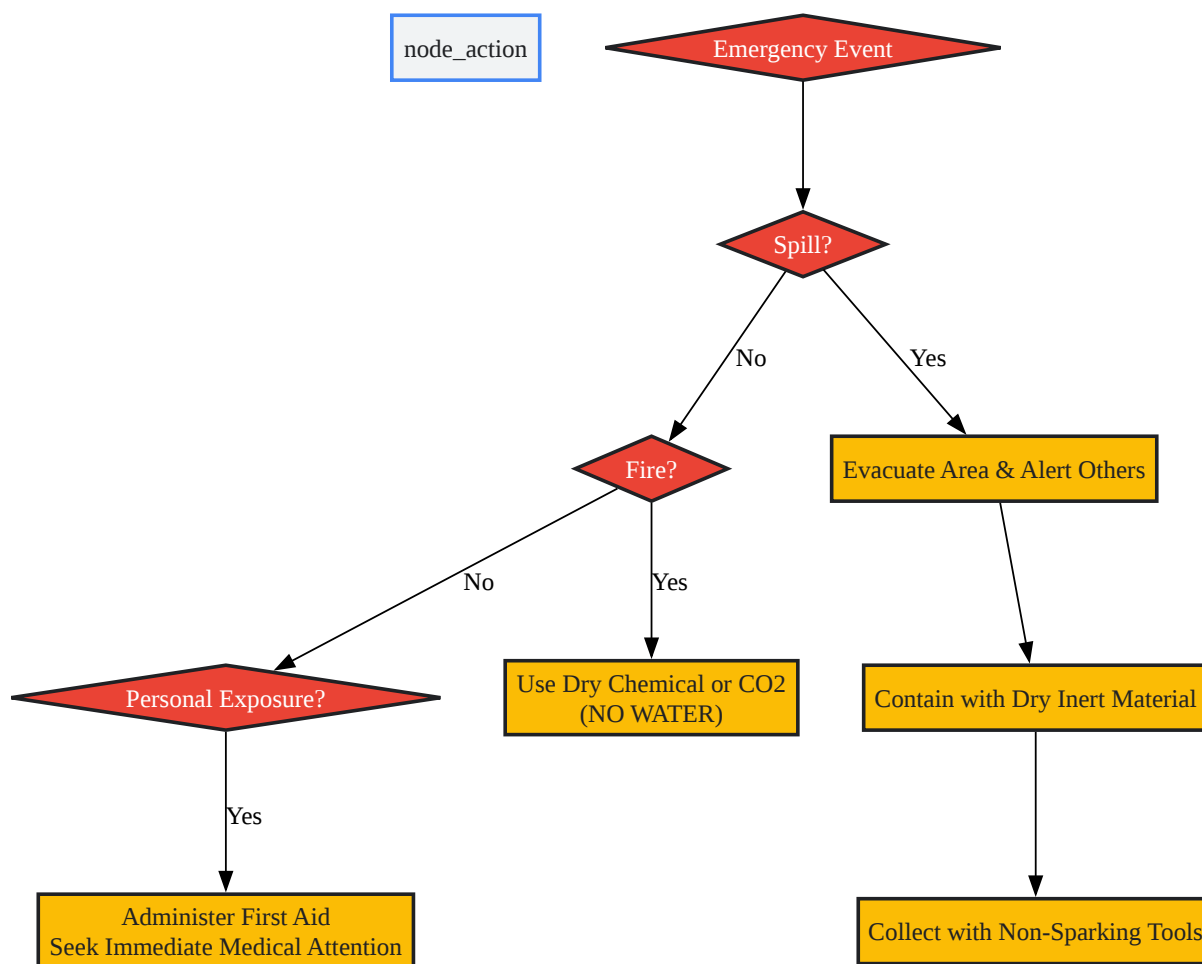 node_action
Emergency Event
Spill?
No
Yes
Fire?
Evacuate Area & Alert Others
No
Yes
Personal Exposure?
Use Dry Chemical or CO2
(NO WATER)
Contain with Dry Inert Material
Yes
Administer First Aid
Seek Immediate Medical Attention
Collect with Non-Sparking Tools